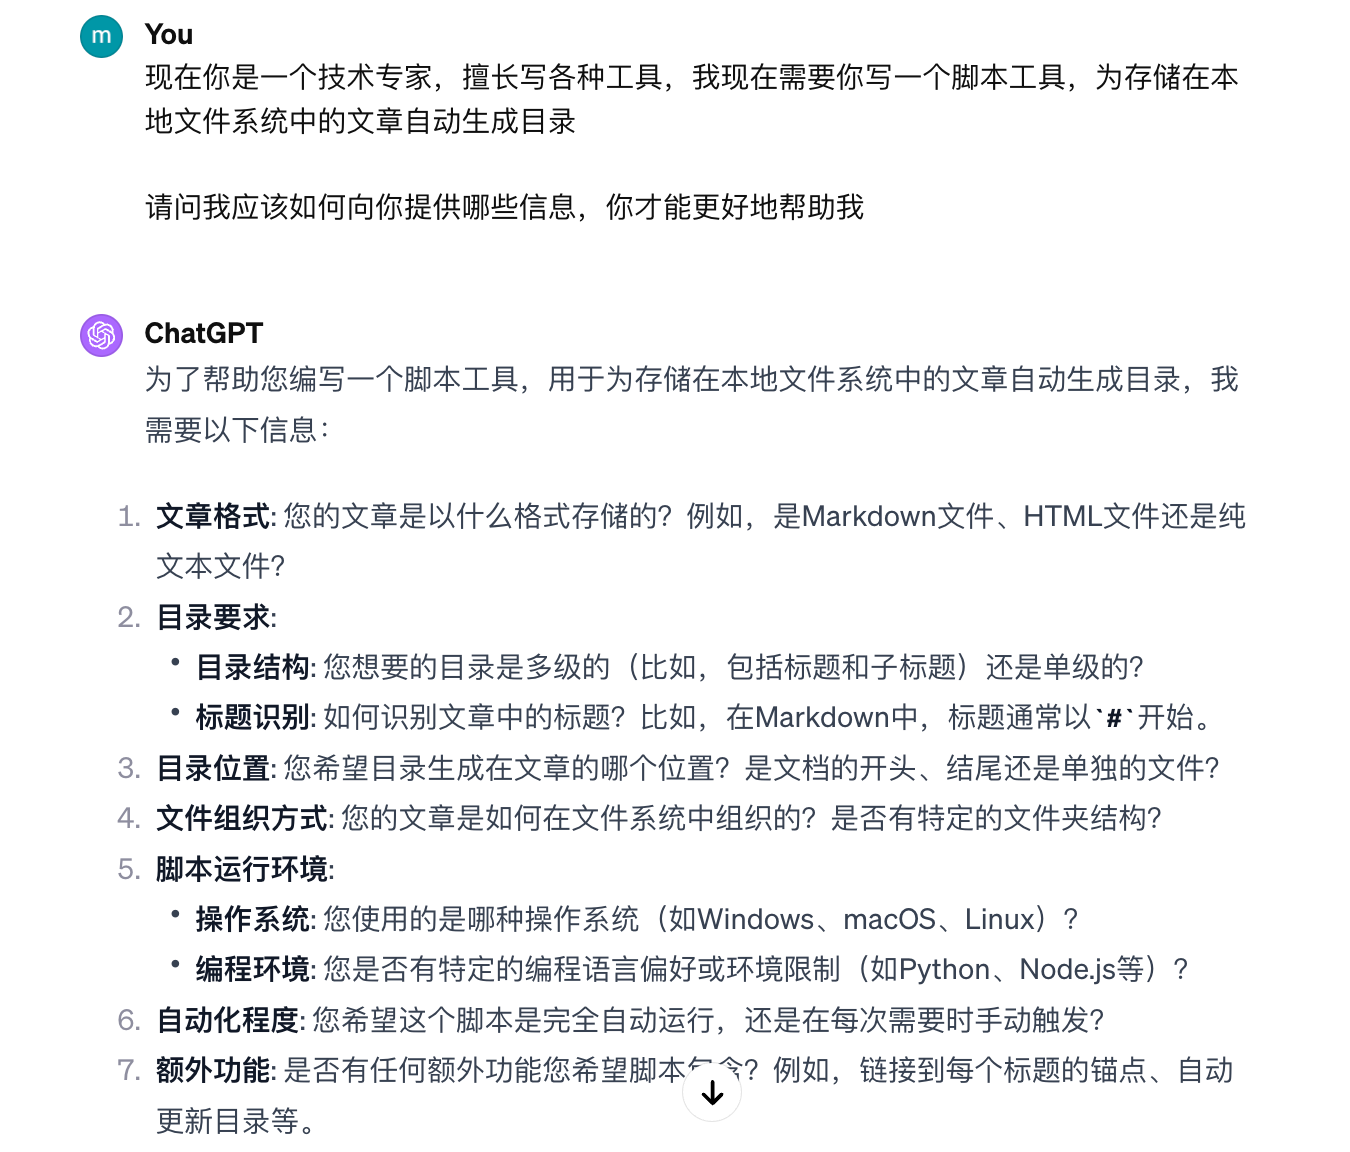 m
You
现在你是一个技术专家，擅长写各种工具，我现在需要你写一个脚本工具，为存储在本
地文件系统中的文章自动生成目录
请问我应该如何向你提供哪些信息，你才能更好地帮助我
ChatGPT
为了帮助您编写一个脚本工具，用于为存储在本地文件系统中的文章自动生成目录，我
需要以下信息：
1. 文章格式: 您的文章是以什么格式存储的？例如，是Markdown文件、HTML文件还是纯
文本文件？
2. 目录要求:
• 目录结构: 您想要的目录是多级的（比如，包括标题和子标题）还是单级的？
• 标题识别: 如何识别文章中的标题？比如，在Markdown中，标题通常以`#`开始。
3. 目录位置: 您希望目录生成在文章的哪个位置？是文档的开头、结尾还是单独的文件？
4. 文件组织方式: 您的文章是如何在文件系统中组织的？是否有特定的文件夹结构？
5. 脚本运行环境:
• 操作系统: 您使用的是哪种操作系统（如Windows、macOS、Linux）？
• 编程环境: 您是否有特定的编程语言偏好或环境限制（如Python、Node.js等）？
6. 自动化程度: 您希望这个脚本是完全自动运行，还是在每次需要时手动触发？
7. 额外功能: 是否有任何额外功能您希望脚本包含？例如，链接到每个标题的锚点、自动
更新目录等。